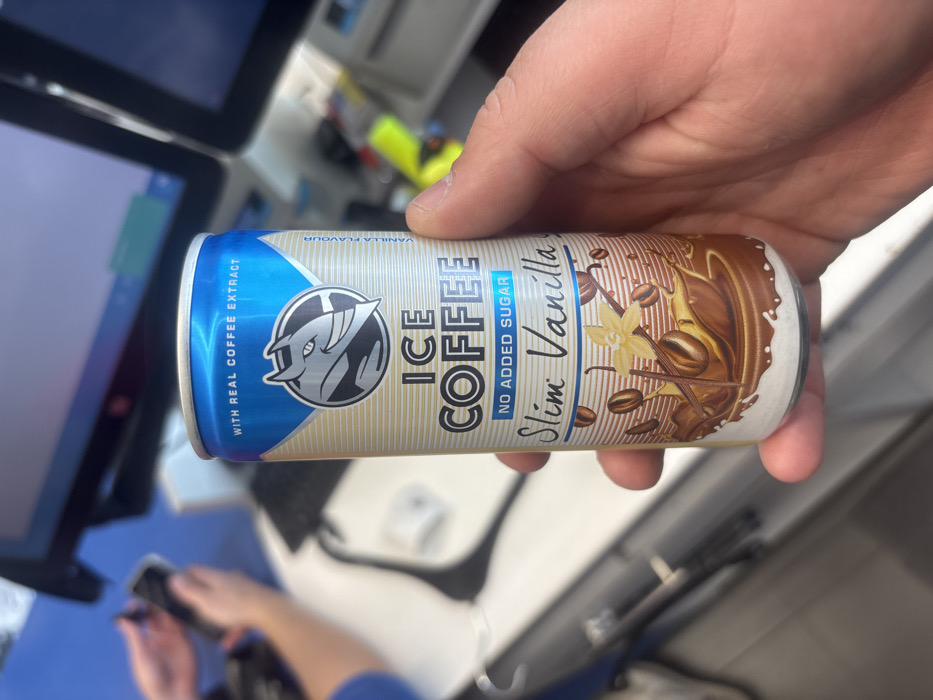 WITH REAL COFFEE EXTRACT
VANILLA FLAVOUR
ICE
COFFEE
NO ADDED SUGAR
Slim Vanilla